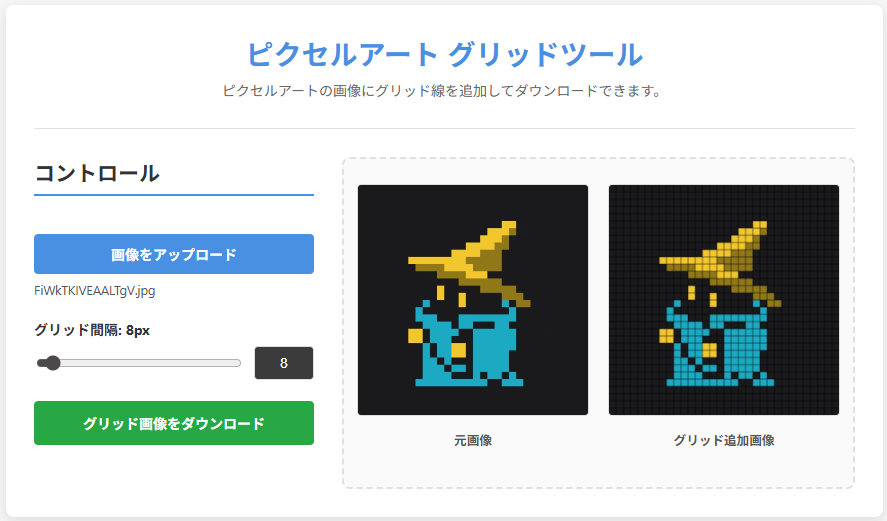 ピクセルアート グリッドツール
ピクセルアートの画像にグリッド線を追加してダウンロードできます。
コントロール
画像をアップロード
FiWkTKIVEAALTgV.jpg
グリッド間隔: 8px
8
グリッド画像をダウンロード
元画像
グリッド追加画像